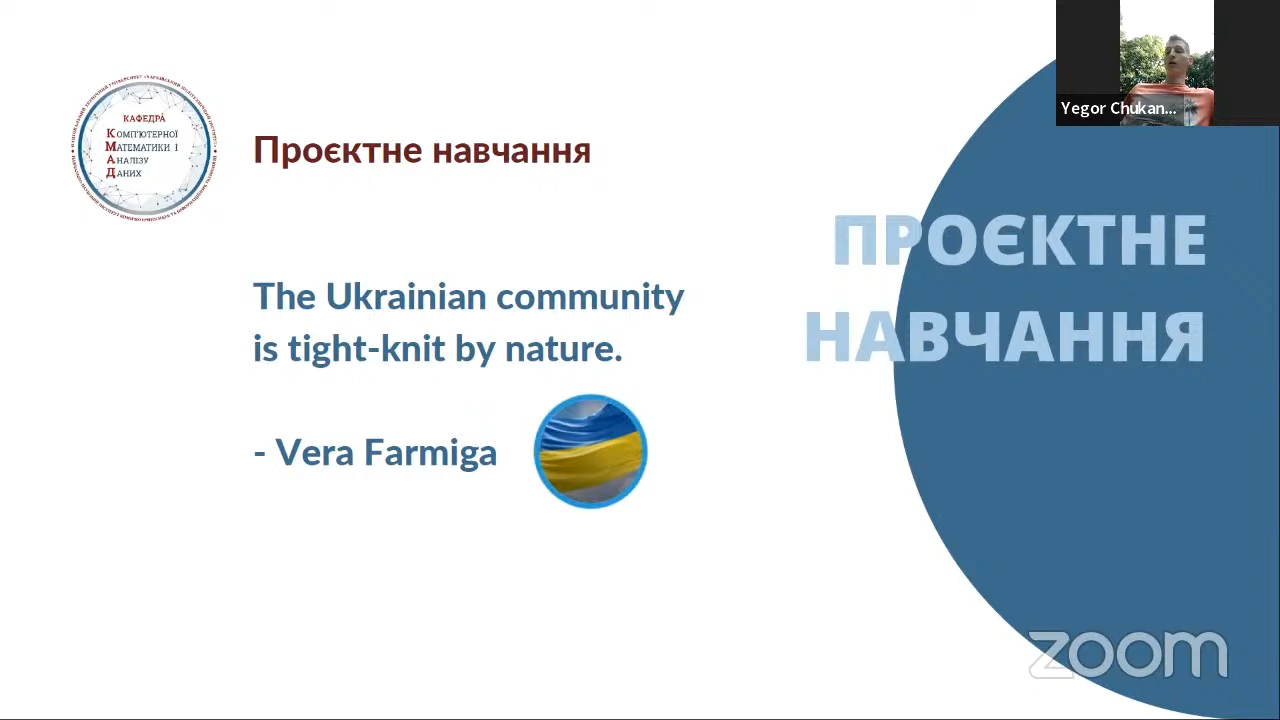 КАФЕДРА
КОМП'ЮТЕРНОЇ
МАТЕМАТИКИ І
АНАЛІЗУ
ДАНИХ
Проєктне навчання
The Ukrainian community
is tight-knit by nature.
- Vera Farmiga
Yegor Chukan...
ПРОЄКТНЕ
НАВЧАННЯ
zoom